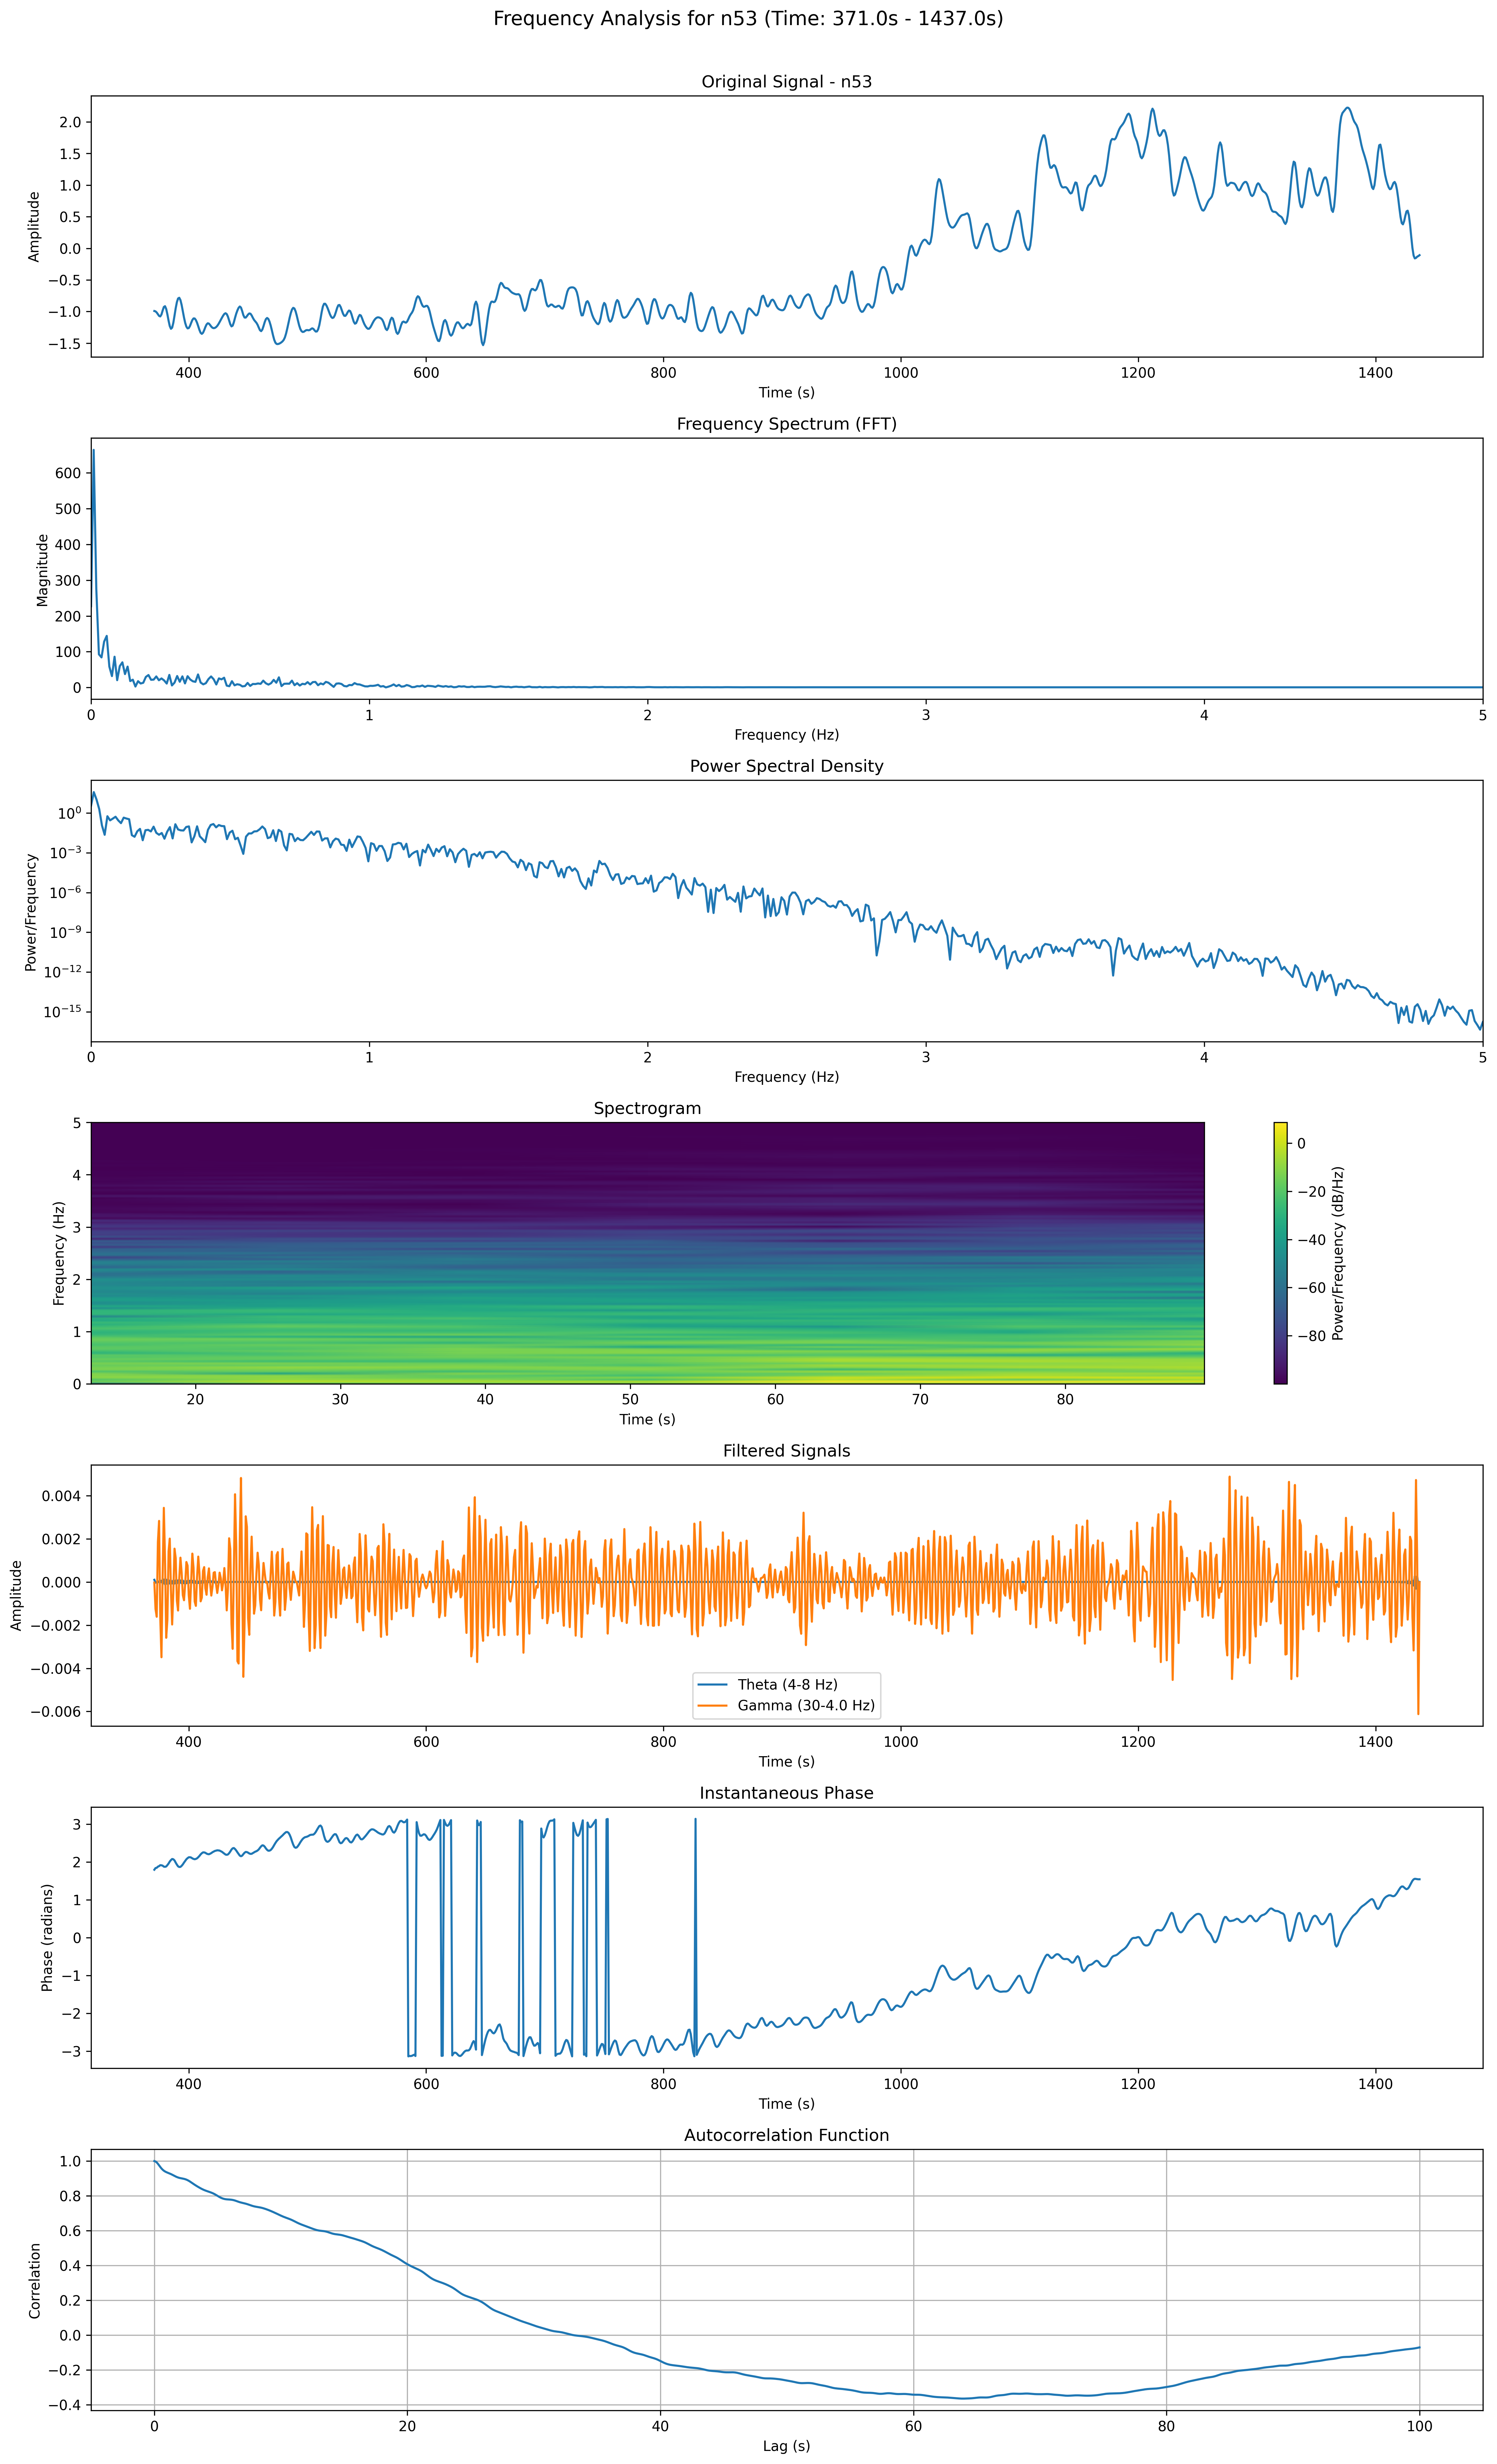 Frequency Analysis for n53 (Time: 371.0s - 1437.0s)
Original Signal - n53
Amplitude
2.0
1.5
1.0
0.5
0.0
−0.5
−1.0
−1.5
400 600 800 1000 1200 1400
Time (s)
Frequency Spectrum (FFT)
Magnitude
600
500
400
300
200
100
0
0 1 2 3 4 5
Frequency (Hz)
Power Spectral Density
Power/Frequency
10⁰
10⁻³
10⁻⁶
10⁻⁹
10⁻¹²
10⁻¹⁵
0 1 2 3 4 5
Frequency (Hz)
Spectrogram
Frequency (Hz)
5
4
3
2
1
0
20 30 40 50 60 70 80
Time (s)
0
−20
−40
−60
−80
Power/Frequency (dB/Hz)
Filtered Signals
Amplitude
0.004
0.002
0.000
−0.002
−0.004
−0.006
Theta (4-8 Hz)
Gamma (30-4.0 Hz)
400 600 800 1000 1200 1400
Time (s)
Instantaneous Phase
Phase (radians)
3
2
1
0
−1
−2
−3
400 600 800 1000 1200 1400
Time (s)
Autocorrelation Function
Correlation
1.0
0.8
0.6
0.4
0.2
0.0
−0.2
−0.4
0 20 40 60 80 100
Lag (s)